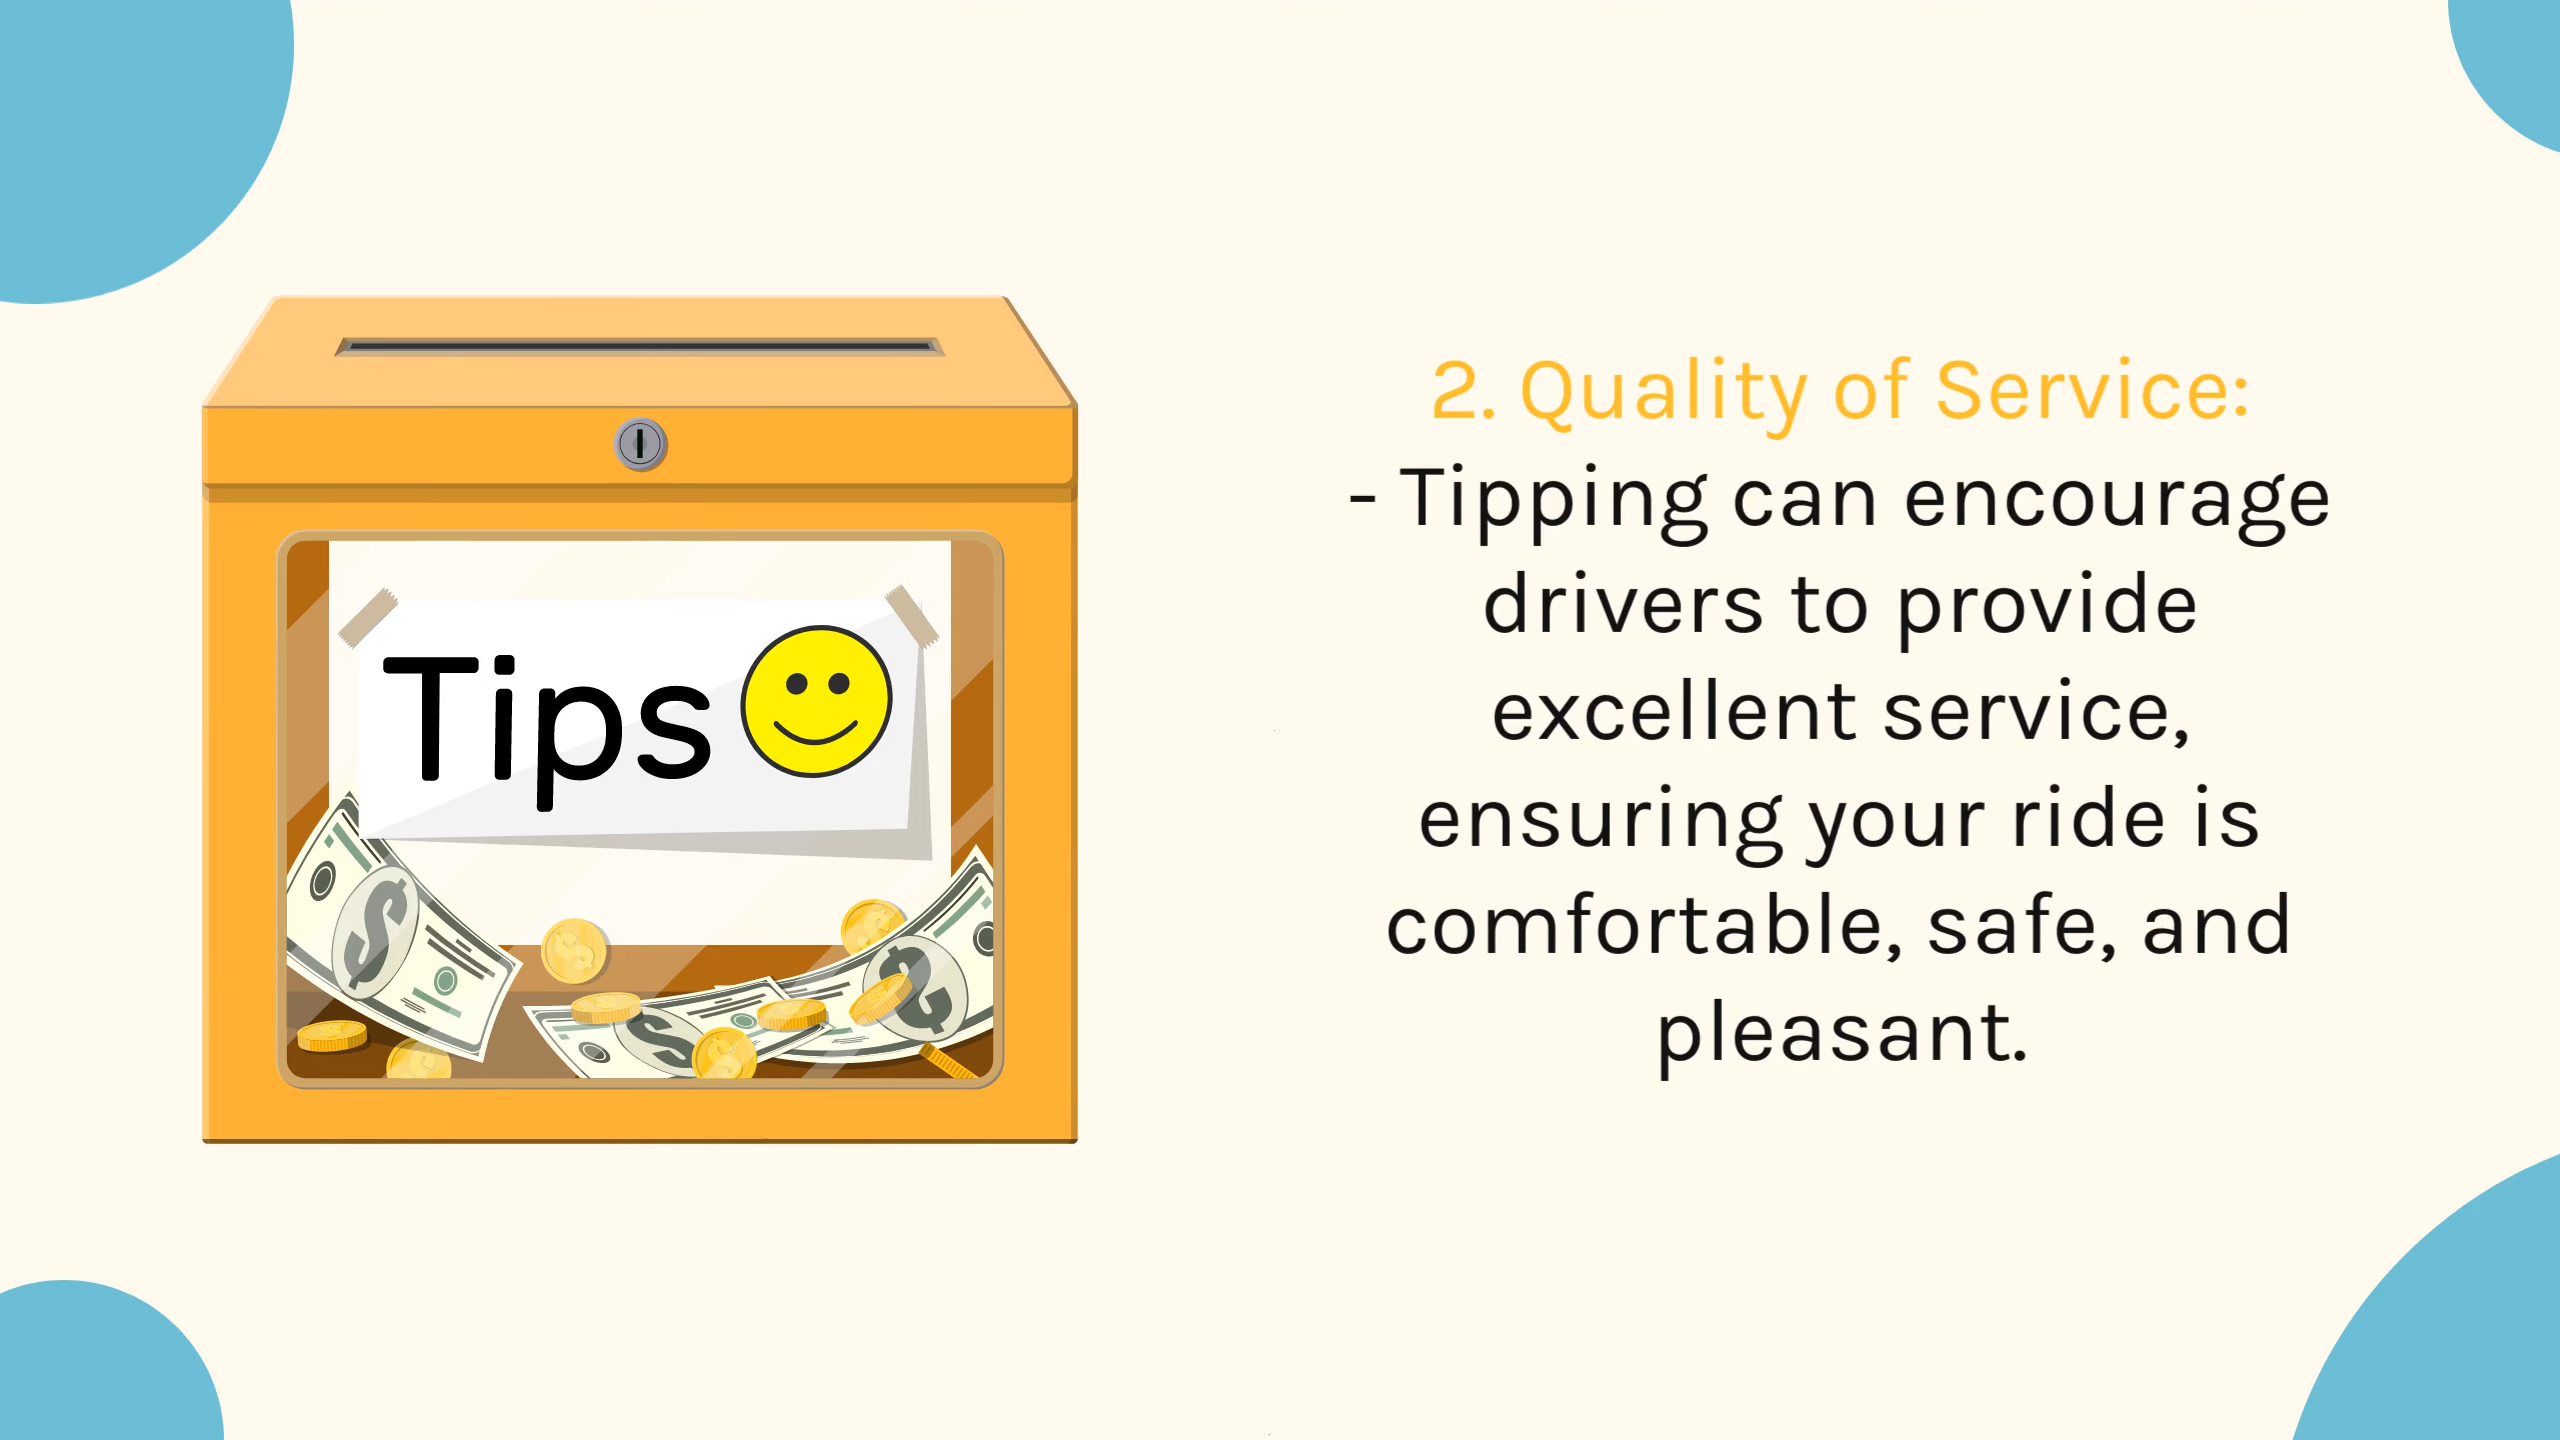 Tips
2. Quality of Service:
- Tipping can encourage
drivers to provide
excellent service,
ensuring your ride is
comfortable, safe, and
pleasant.